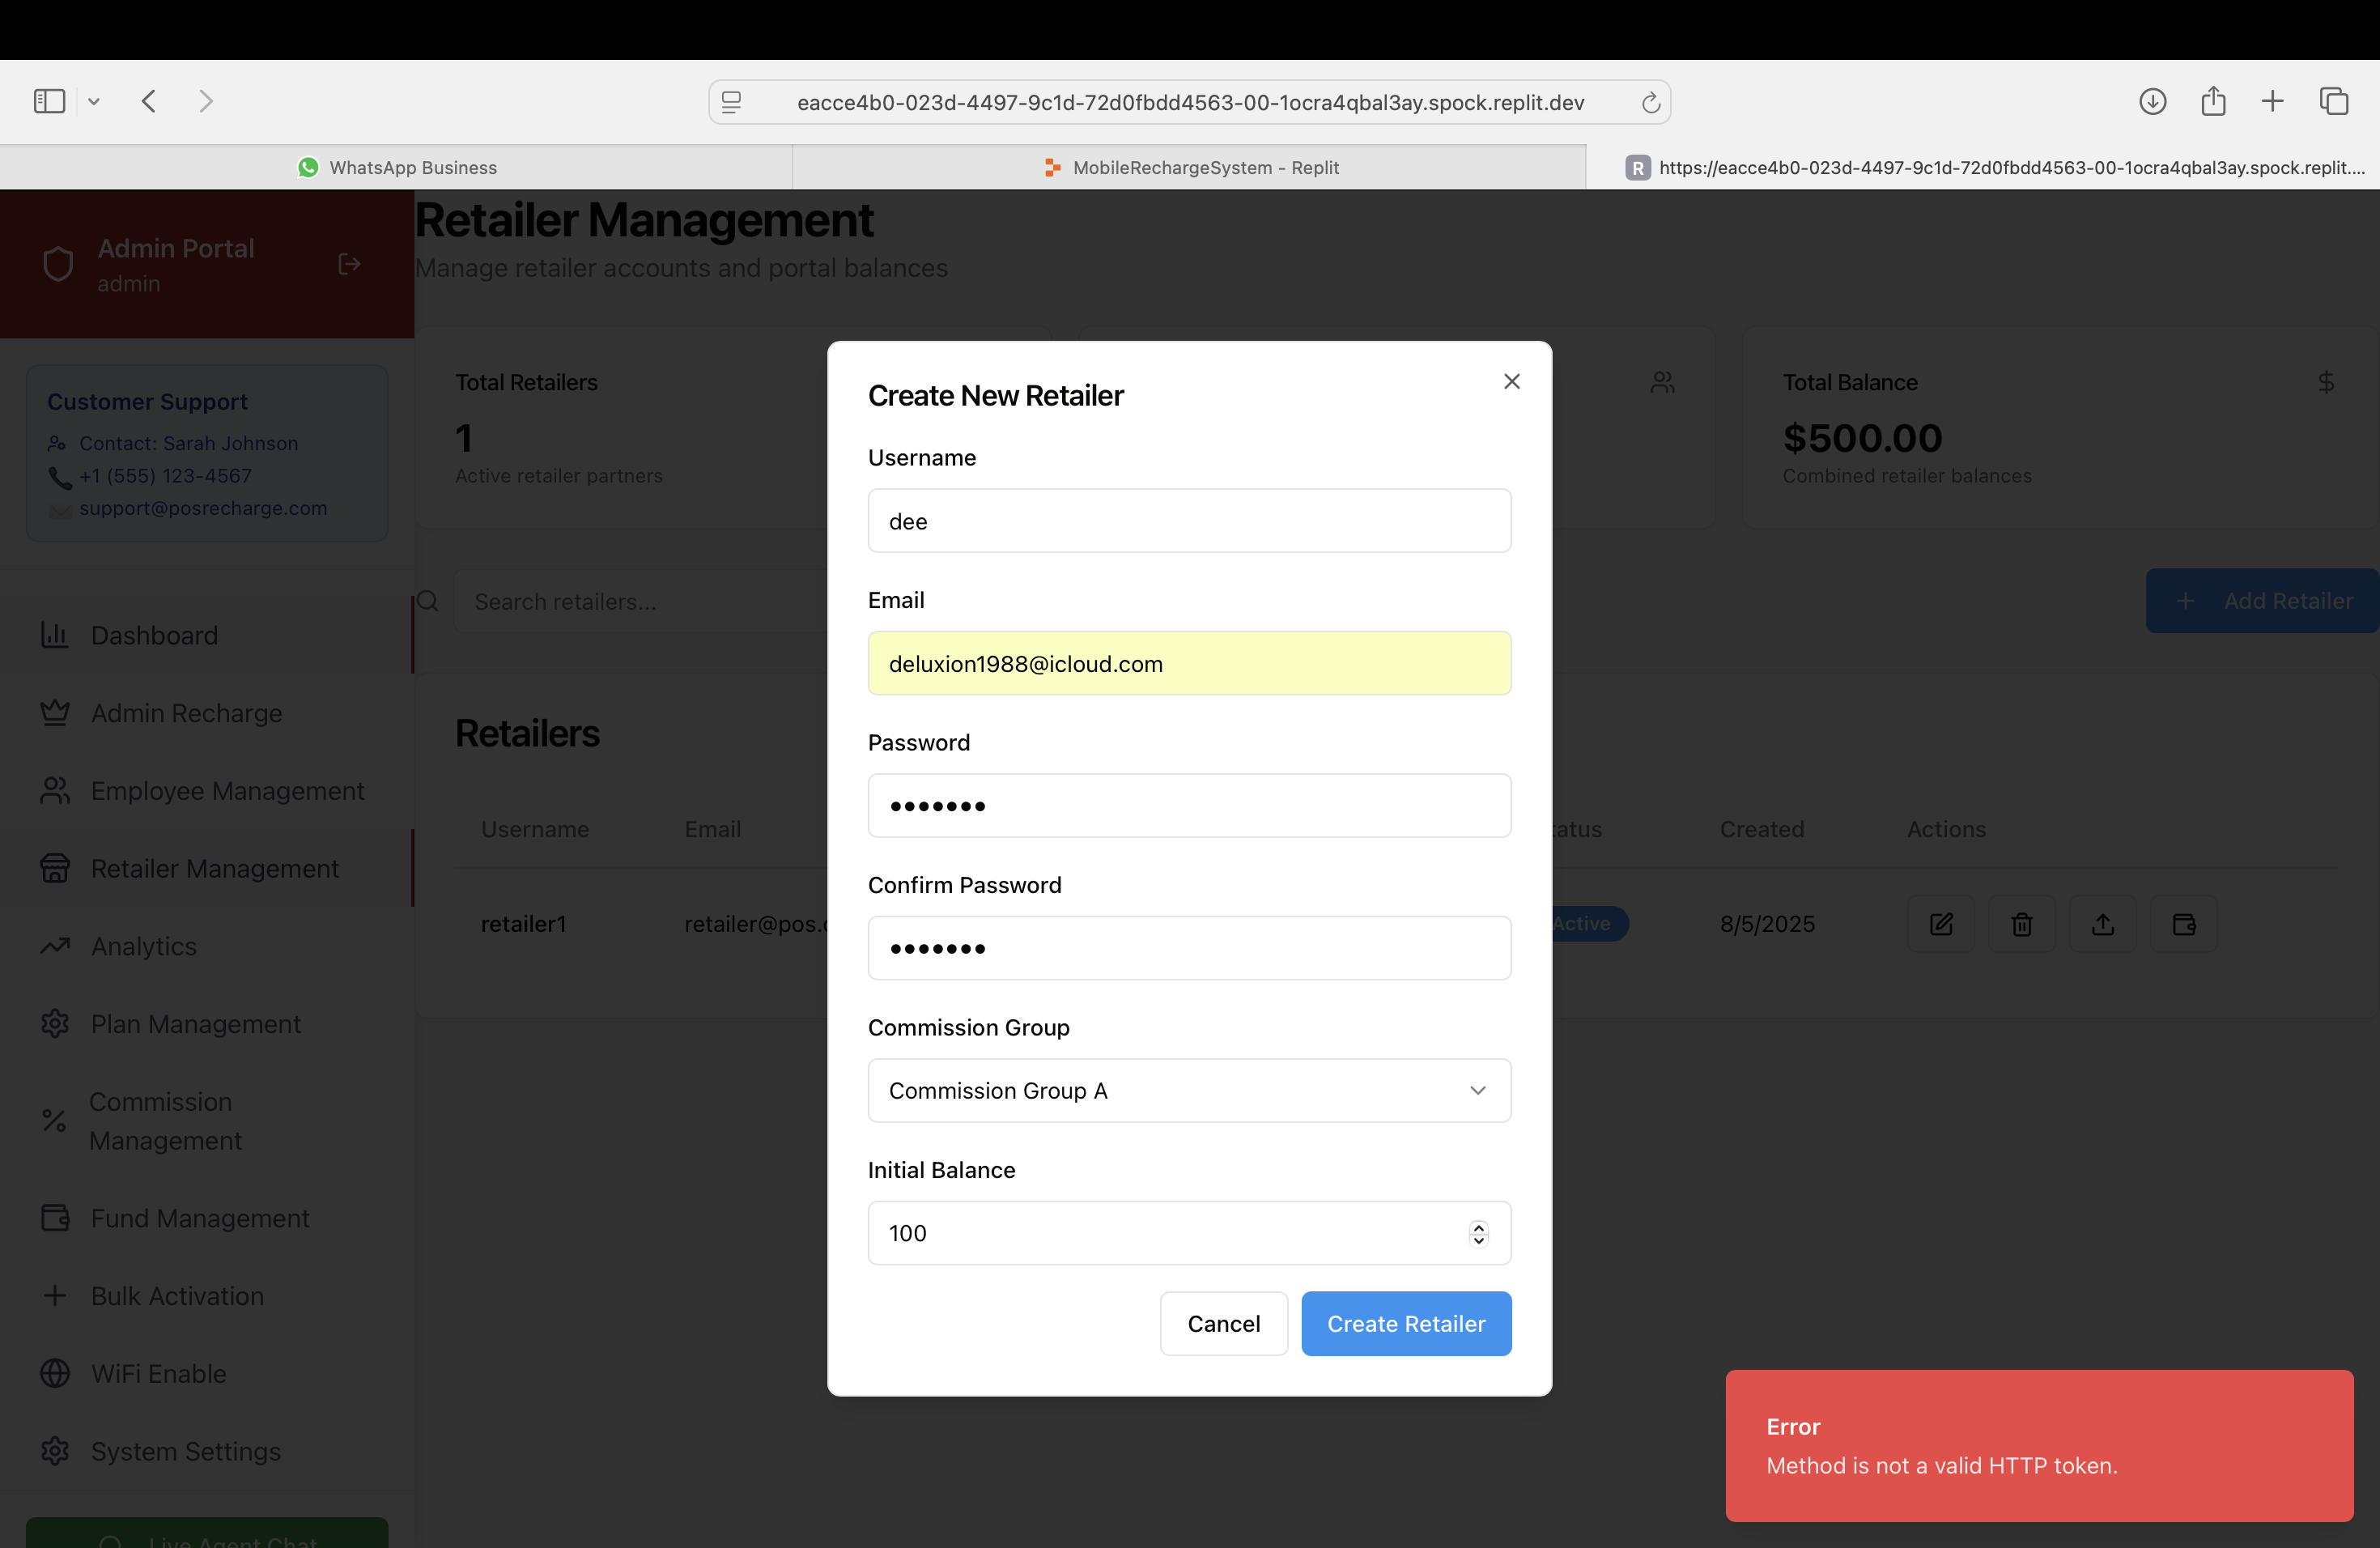 eacce4b0-023d-4497-9c1d-72d0fbdd4563-00-1ocra4qbal3ay.spock.replit.dev
WhatsApp Business
MobileRechargeSystem - Replit
R https://eacce4b0-023d-4497-9c1d-72d0fbdd4563-00-1ocra4qbal3ay.spock.replit....
Admin Portal
admin
Customer Support
Contact: Sarah Johnson
+1 (555) 123-4567
support@posrecharge.com
Dashboard
Admin Recharge
Employee Management
Retailer Management
Analytics
Plan Management
Commission
Management
Fund Management
Bulk Activation
WiFi Enable
System Settings
Live Agent Chat
Retailer Management
Manage retailer accounts and portal balances
Total Retailers
1
Active retailer partners
Total Balance
$
$500.00
Combined retailer balances
Search retailers...
Add Retailer
Retailers
Username Email tatus Created Actions
retailer1 retailer@pos. Active 8/5/2025
Create New Retailer
Username
dee
Email
deluxion1988@icloud.com
Password
•••••••
Confirm Password
•••••••
Commission Group
Commission Group A
Initial Balance
100
Cancel Create Retailer
Error
Method is not a valid HTTP token.